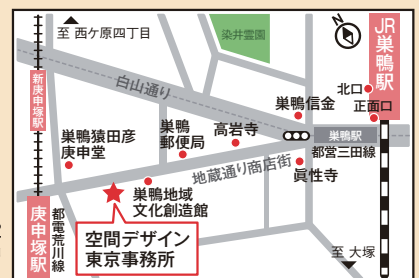 至 西ケ原四丁目
染井霊園
JR
巣鴨駅
北口
正面口
新庚申塚駅
白山通り
巣鴨信金
巣鴨
郵便局
高岩寺
巣鴨駅
都営三田線
巣鴨猿田彦
庚申堂
地蔵通り商店街
眞性寺
巣鴨地域
文化創造館
庚申塚駅
都電荒川線
空間デザイン
東京事務所
至 大塚